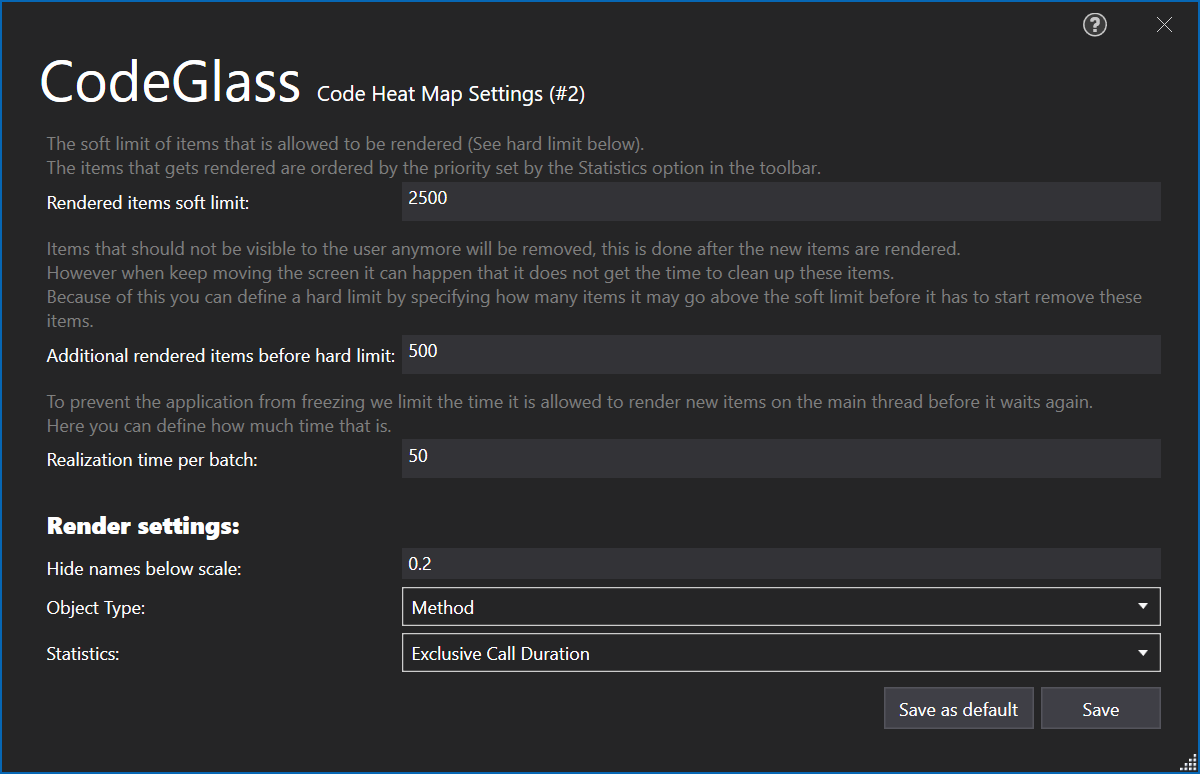 CodeGlass Code Heat Map Settings (#2)
The soft limit of items that is allowed to be rendered (See hard limit below).
The items that gets rendered are ordered by the priority set by the Statistics option in the toolbar.
Rendered items soft limit: 2500
Items that should not be visible to the user anymore will be removed, this is done after the new items are rendered.
However when keep moving the screen it can happen that it does not get the time to clean up these items.
Because of this you can define a hard limit by specifying how many items it may go above the soft limit before it has to start remove these
items.
Additional rendered items before hard limit: 500
To prevent the application from freezing we limit the time it is allowed to render new items on the main thread before it waits again.
Here you can define how much time that is.
Realization time per batch: 50
Render settings:
Hide names below scale: 0.2
Object Type: Method
Statistics: Exclusive Call Duration
Save as default Save